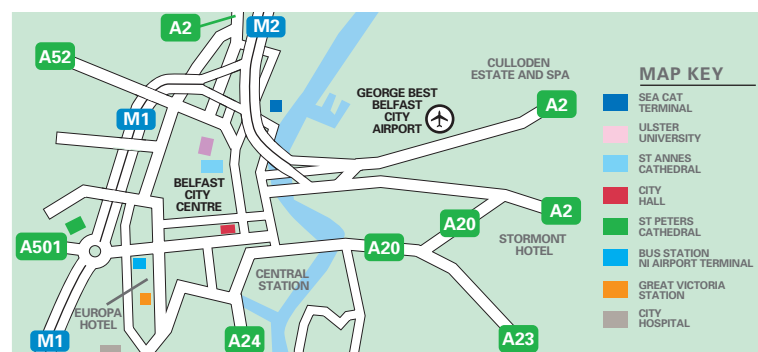 A2
M2
A52
CULLODEN
ESTATE AND SPA
MAP KEY
GEORGE BEST
BELFAST
CITY
AIRPORT
A2
M1
SEA CAT
TERMINAL
ULSTER
UNIVERSITY
ST ANNES
CATHEDRAL
BELFAST
CITY
CENTRE
CITY
HALL
A2
A20
ST PETERS
CATHEDRAL
A501
A20
STORMONT
HOTEL
BUS STATION
NI AIRPORT TERMINAL
CENTRAL
STATION
GREAT VICTORIA
STATION
EUROPA
HOTEL
CITY
HOSPITAL
M1
A24
A23